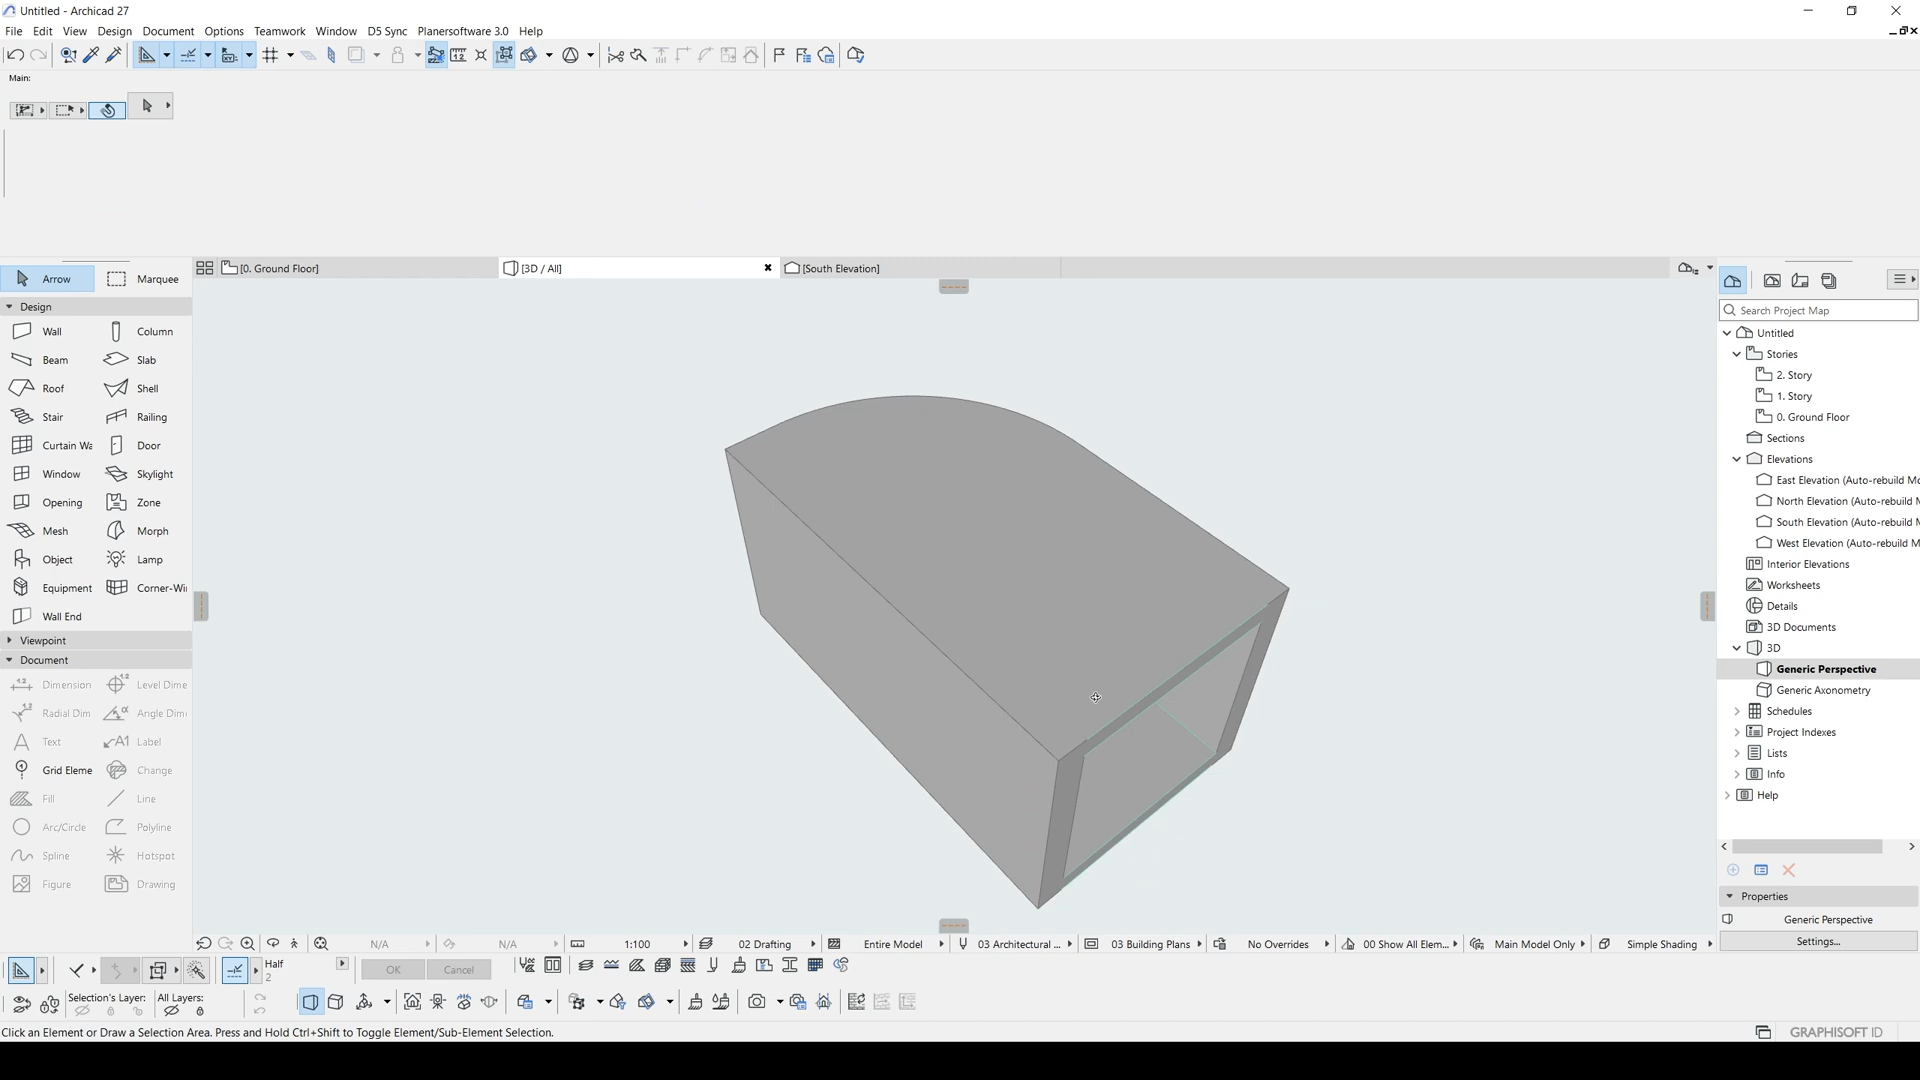 Untitled - Archicad 27
File Edit View Design Document Options Teamwork Window D5 Sync Planersoftware 3.0 Help
Main:
[0. Ground Floor] [3D / All] [South Elevation]
Arrow Marquee
Design
Wall Column
Beam Slab
Roof Shell
Stair Railing
Curtain Wa Door
Window Skylight
Opening Zone
Mesh Morph
Object Lamp
Equipment Corner-Wi
Wall End
Viewpoint
Document
Dimension Level Dime
Radial Dim Angle Dim
Text Label
Grid Eleme Change
Fill Line
Arc/Circle Polyline
Spline Hotspot
Figure Drawing
Search Project Map
Untitled
Stories
2. Story
1. Story
0. Ground Floor
Sections
Elevations
East Elevation (Auto-rebuild Mo
North Elevation (Auto-rebuild M
South Elevation (Auto-rebuild M
West Elevation (Auto-rebuild M
Interior Elevations
Worksheets
Details
3D Documents
3D
Generic Perspective
Generic Axonometry
Schedules
Project Indexes
Lists
Info
Help
Properties
Generic Perspective
Settings...
N/A N/A 1:100 02 Drafting Entire Model 03 Architectural ... 03 Building Plans No Overrides 00 Show All Elem... Main Model Only Simple Shading
Half
2
OK Cancel
Selection's Layer: All Layers:
Click an Element or Draw a Selection Area. Press and Hold Ctrl+Shift to Toggle Element/Sub-Element Selection.
GRAPHISOFT ID